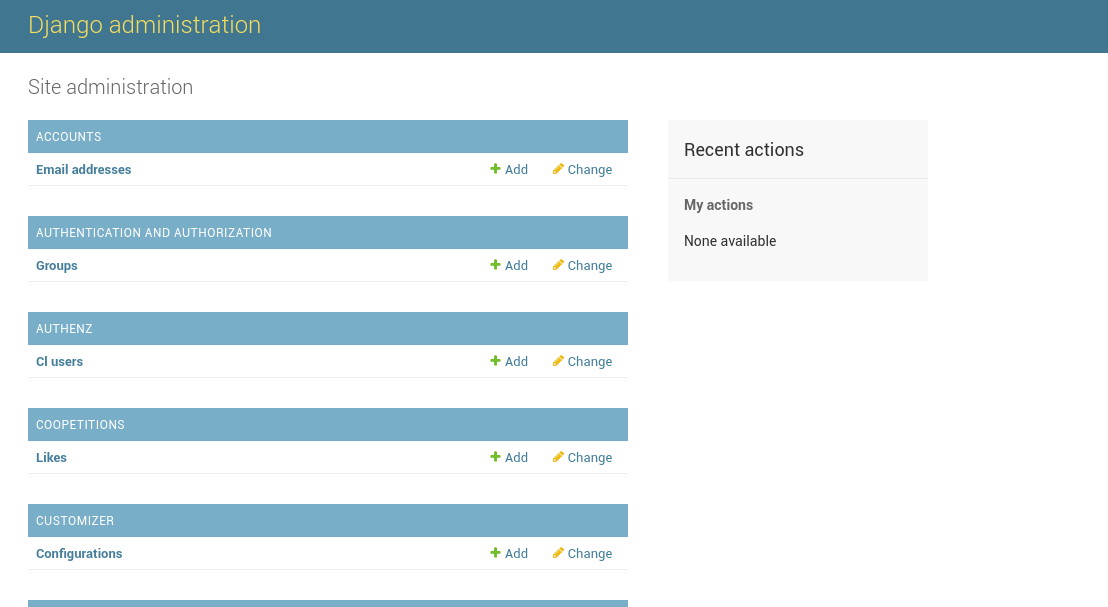 Django administration
Site administration
ACCOUNTS
Email addresses Add Change
AUTHENTICATION AND AUTHORIZATION
Groups Add Change
AUTHENZ
Cl users Add Change
COOPETITIONS
Likes Add Change
CUSTOMIZER
Configurations Add Change
Recent actions
My actions
None available